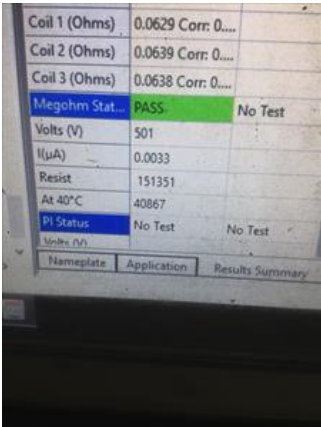 Coil 1 (Ohms) 0.0629 Corr: 0....
Coil 2 (Ohms) 0.0639 Corr: 0....
Coil 3 (Ohms) 0.0638 Corr: 0....
Megohm Stat... PASS No Test
Volts (V) 501
I(µA) 0.0033
Resist 151351
At 40°C 40867
PI Status No Test No Test
Volts (V)
Nameplate Application Results Summary